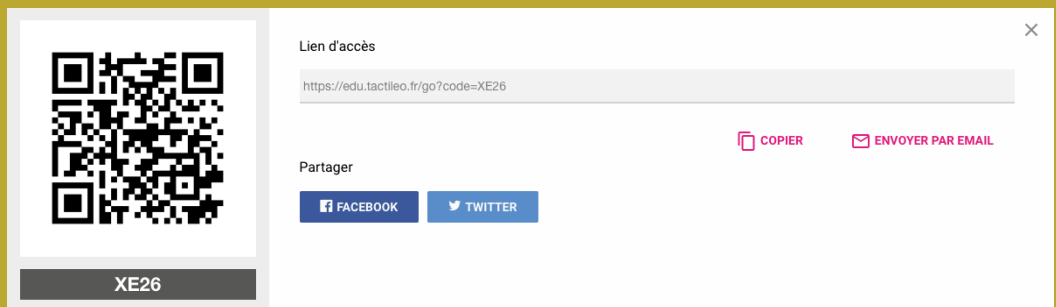 XE26
Lien d'accès
https://edu.tactileo.fr/go?code=XE26
COPIER
ENVOYER PAR EMAIL
Partager
FACEBOOK
TWITTER